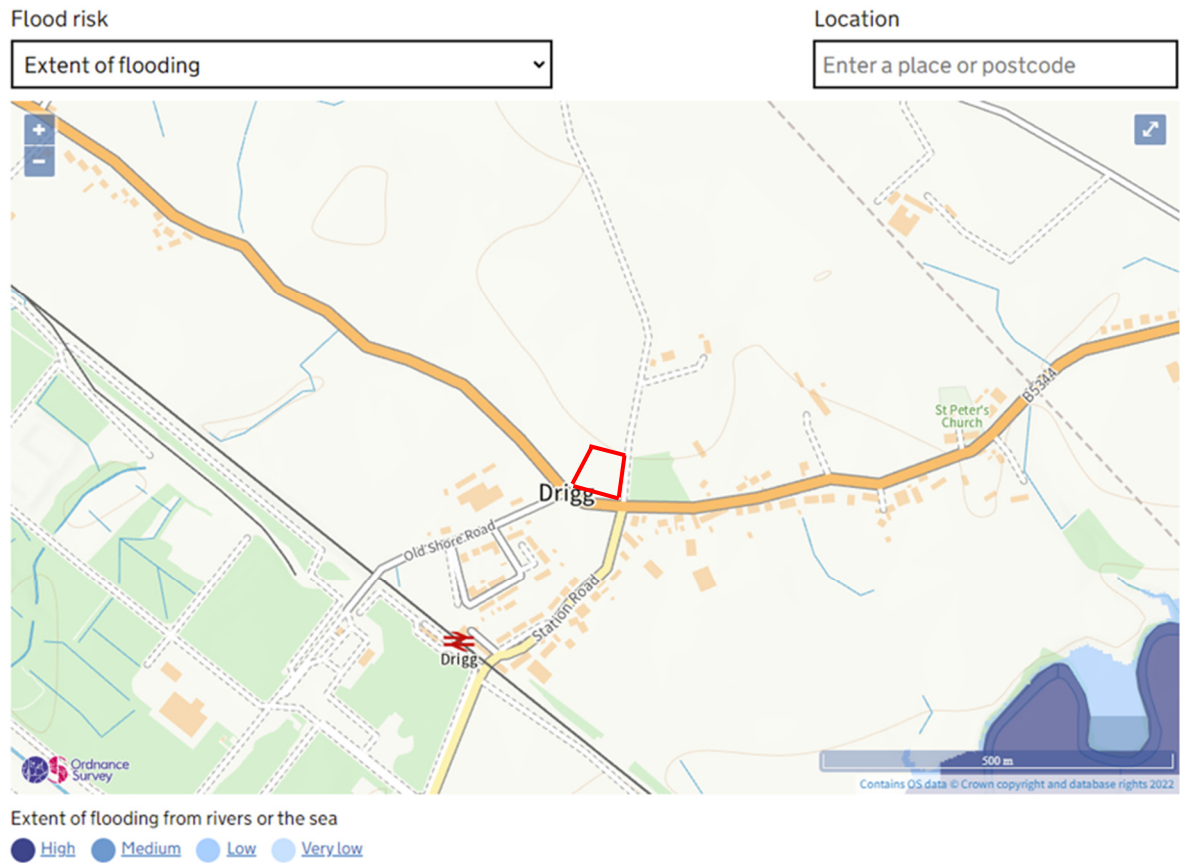 Flood risk
Location
Extent of flooding
Enter a place or postcode
+
−
B5344
St Peter's
Church
Drigg
Old Shore Road
Station Road
Drigg
500 m
Ordnance
Survey
Contains OS data © Crown copyright and database rights 2022
Extent of flooding from rivers or the sea
High
Medium
Low
Very low